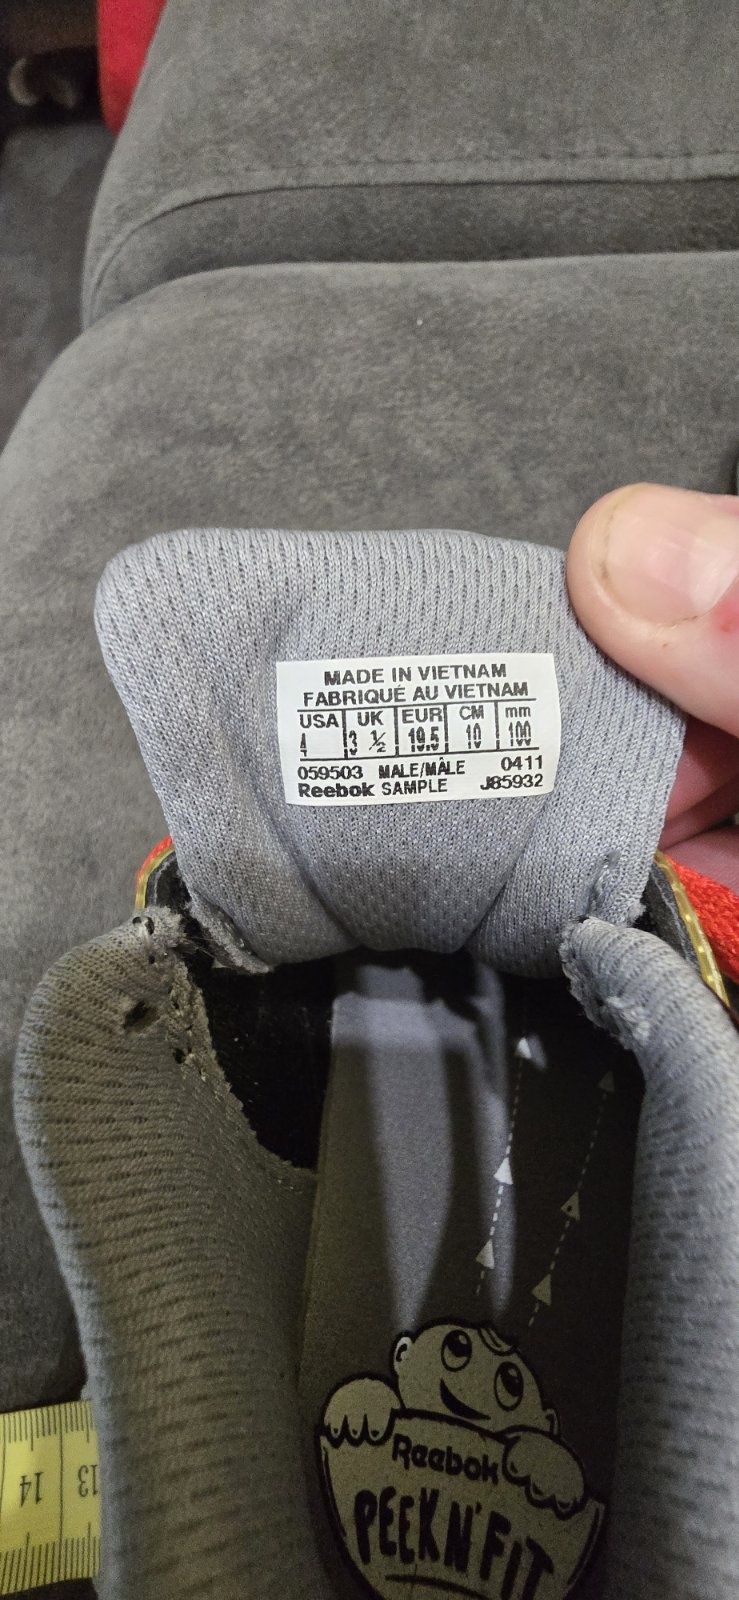 MADE IN VIETNAM
FABRIQUÉ AU VIETNAM
USA UK EUR CM mm
4 3 ½ 19.5 10 100
059503 MALE/MÂLE 0411
Reebok SAMPLE J85932
Reebok
PEEK N' FIT
14 13